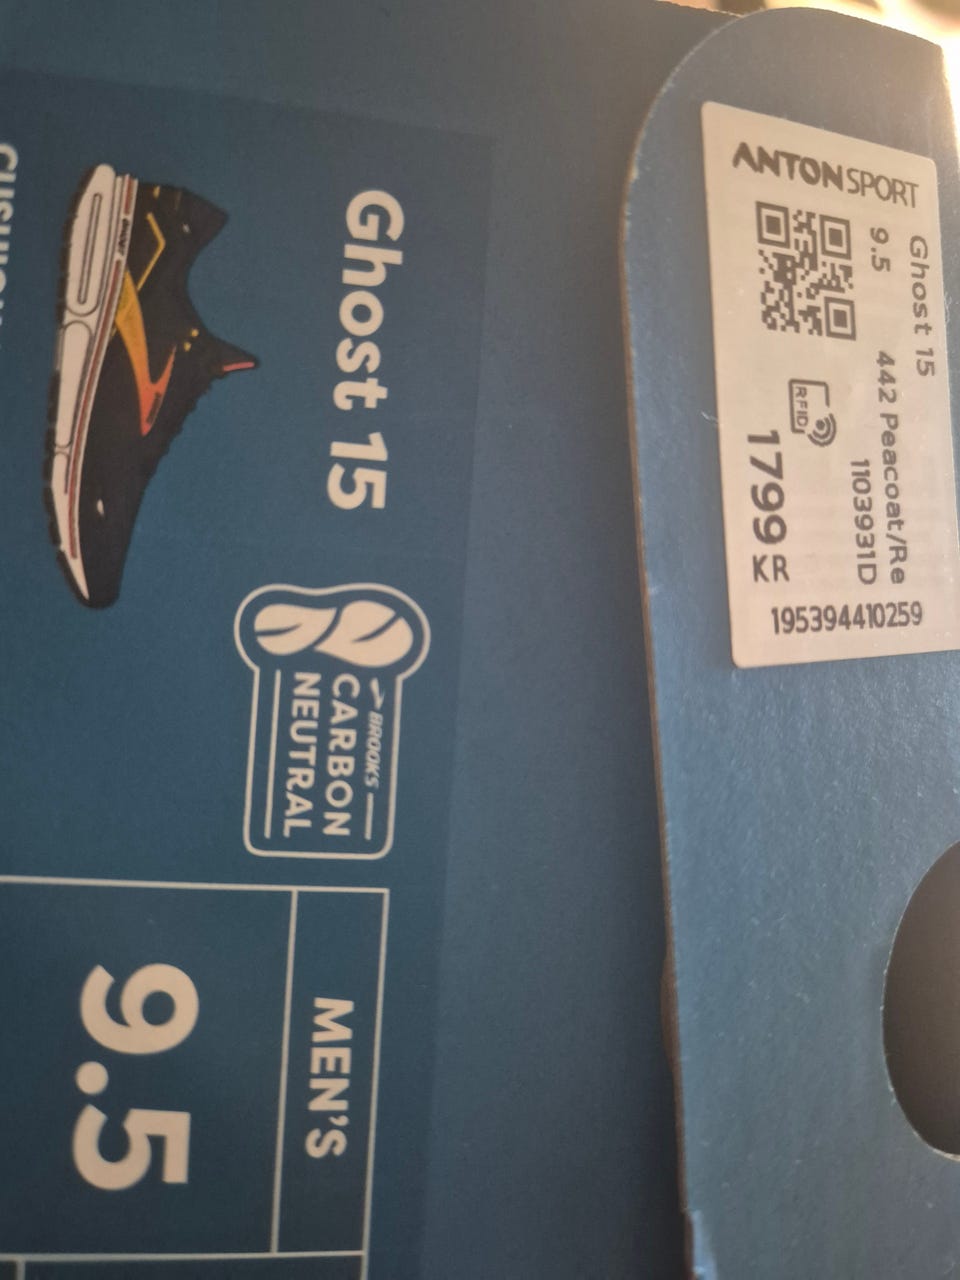 ANTON SPORT
Ghost 15
9.5 442 Peacoat/Re
1103931D
RFID
1799 KR
195394410259
Ghost 15
BROOKS
CARBON
NEUTRAL
MEN'S
9.5